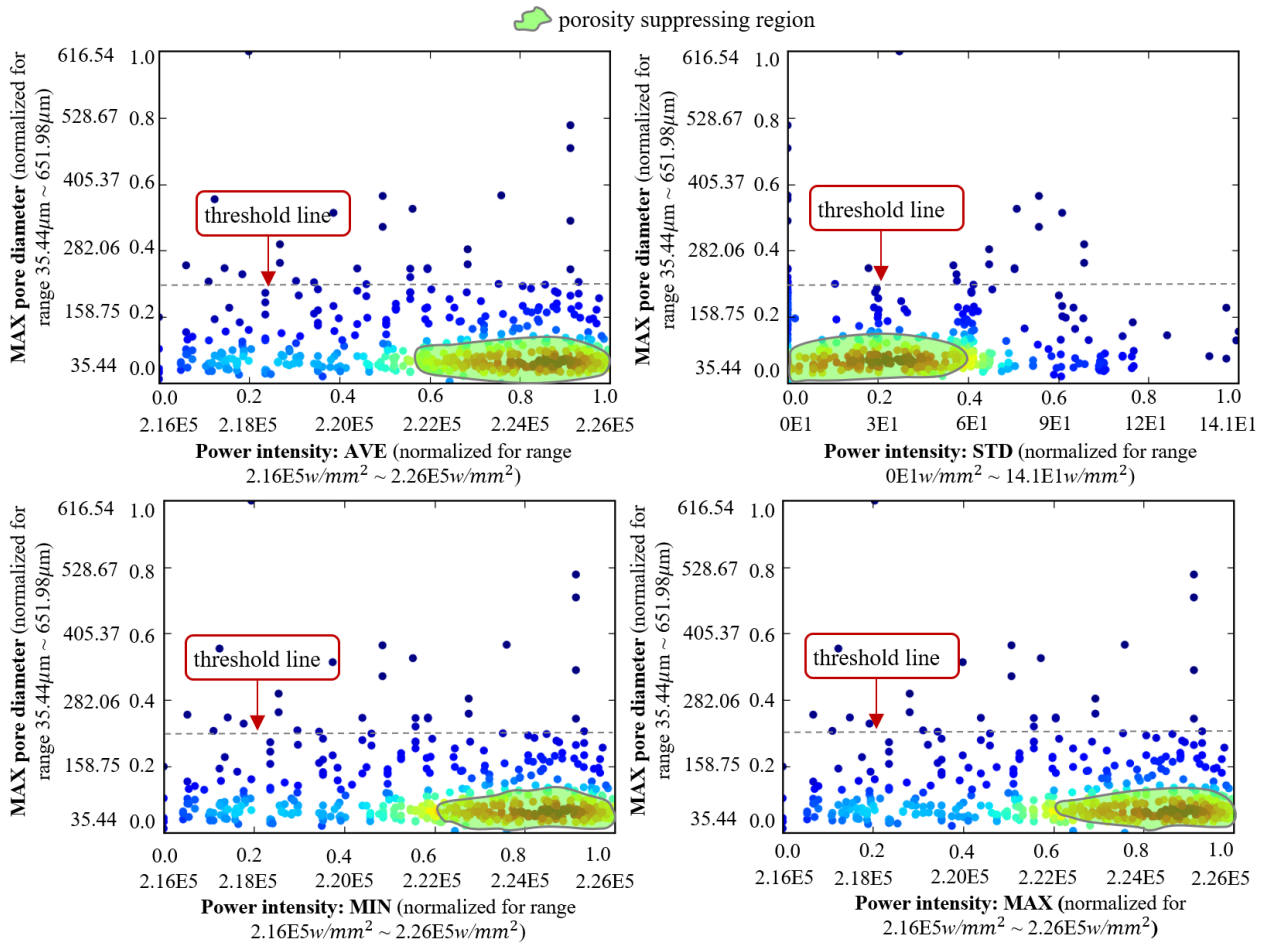 porosity suppressing region
MAX pore diameter (normalized for
range 35.44μm ~ 651.98μm)
616.54 1.0
528.67 0.8
405.37 0.6
282.06 0.4
158.75 0.2
35.44 0.0
threshold line
0.0 0.2 0.4 0.6 0.8 1.0
2.16E5 2.18E5 2.20E5 2.22E5 2.24E5 2.26E5
Power intensity: AVE (normalized for range
2.16E5w/mm² ~ 2.26E5w/mm²)
MAX pore diameter (normalized for
range 35.44μm ~ 651.98μm)
616.54 1.0
528.67 0.8
405.37 0.6
282.06 0.4
158.75 0.2
35.44 0.0
threshold line
0.0 0.2 0.4 0.6 0.8 1.0
0E1 3E1 6E1 9E1 12E1 14.1E1
Power intensity: STD (normalized for range
0E1w/mm² ~ 14.1E1w/mm²)
MAX pore diameter (normalized for
range 35.44μm ~ 651.98μm)
616.54 1.0
528.67 0.8
405.37 0.6
282.06 0.4
158.75 0.2
35.44 0.0
threshold line
0.0 0.2 0.4 0.6 0.8 1.0
2.16E5 2.18E5 2.20E5 2.22E5 2.24E5 2.26E5
Power intensity: MIN (normalized for range
2.16E5w/mm² ~ 2.26E5w/mm²)
MAX pore diameter (normalized for
range 35.44μm ~ 651.98μm)
616.54 1.0
528.67 0.8
405.37 0.6
282.06 0.4
158.75 0.2
35.44 0.0
threshold line
0.0 0.2 0.4 0.6 0.8 1.0
2.16E5 2.18E5 2.20E5 2.22E5 2.24E5 2.26E5
Power intensity: MAX (normalized for
2.16E5w/mm² ~ 2.26E5w/mm²)